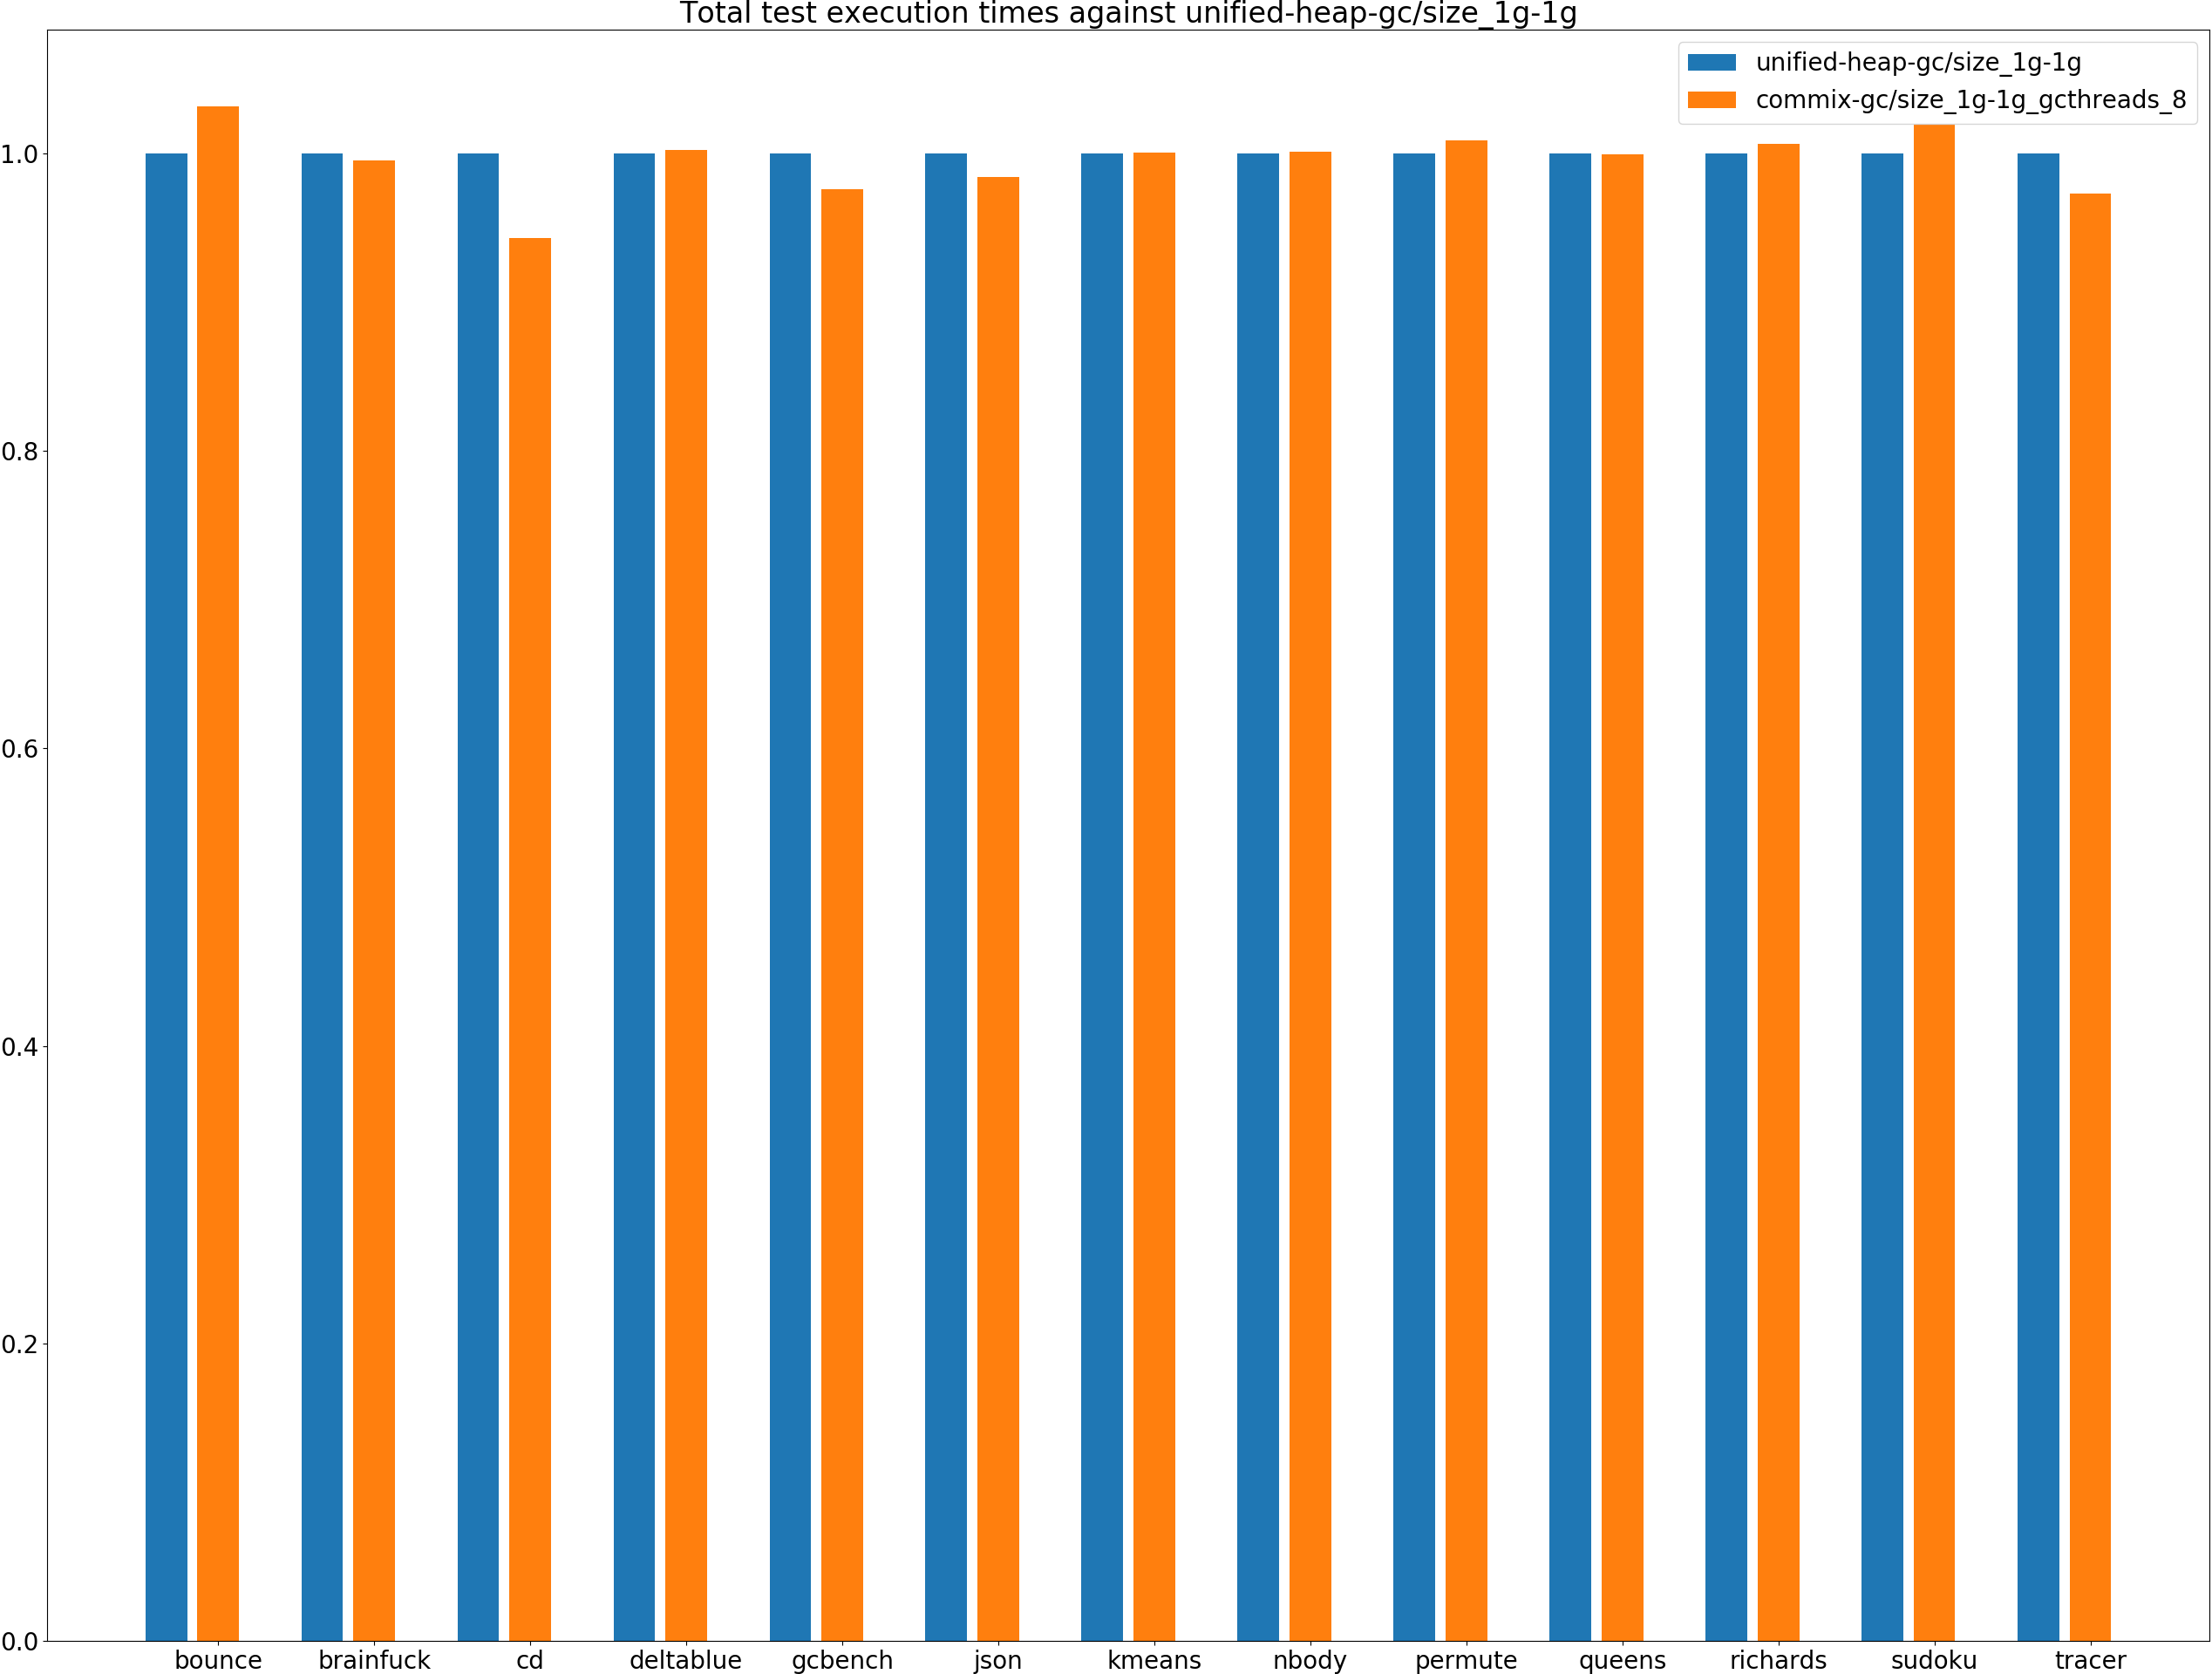 Total test execution times against unified-heap-gc/size_1g-1g
unified-heap-gc/size_1g-1g
commix-gc/size_1g-1g_gcthreads_8
1.0
0.8
0.6
0.4
0.2
0.0
bounce brainfuck cd deltablue gcbench json kmeans nbody permute queens richards sudoku tracer